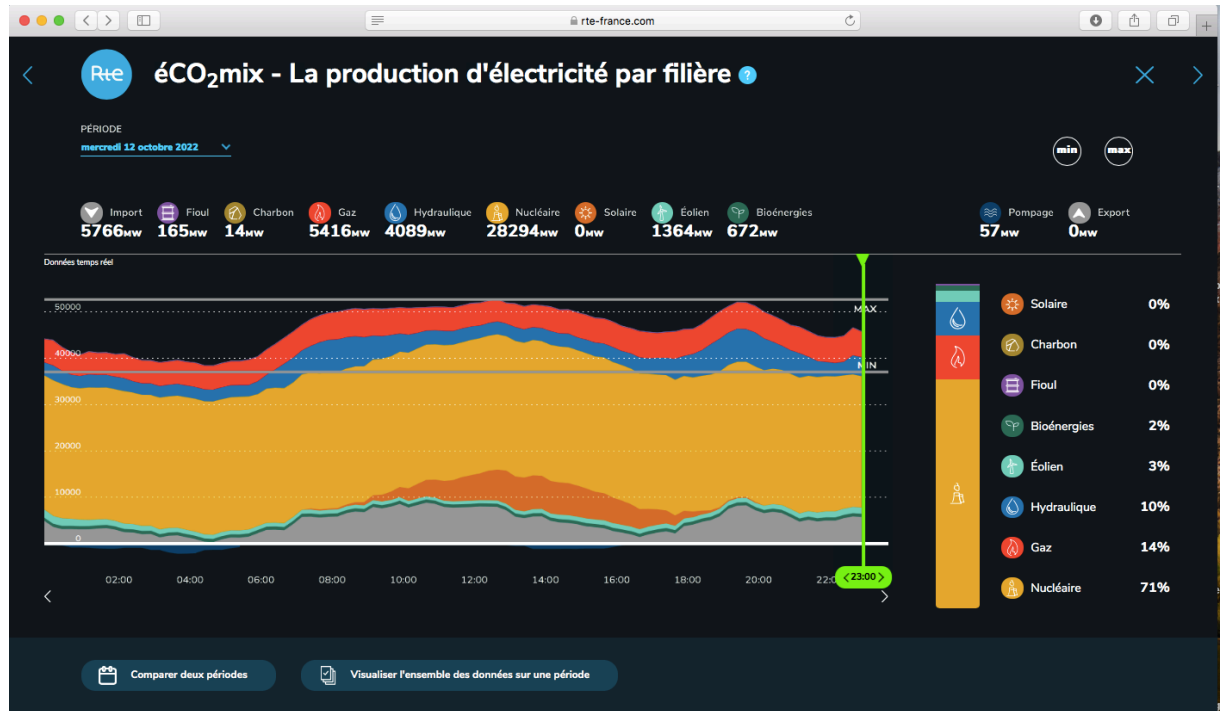 rte-france.com
Rte
éCO₂mix - La production d'électricité par filière ?
PÉRIODE
mercredi 12 octobre 2022
min max
Import Fioul Charbon Gaz Hydraulique Nucléaire Solaire Éolien Bioénergies Pompage Export
5766MW 165MW 14MW 5416MW 4089MW 28294MW 0MW 1364MW 672MW 57MW 0MW
Données temps réel
50000
MAX
40000
MIN
30000
20000
10000
0
02:00 04:00 06:00 08:00 10:00 12:00 14:00 16:00 18:00 20:00 22:0 <23:00>
Solaire 0%
Charbon 0%
Fioul 0%
Bioénergies 2%
Éolien 3%
Hydraulique 10%
Gaz 14%
Nucléaire 71%
Comparer deux périodes
Visualiser l'ensemble des données sur une période